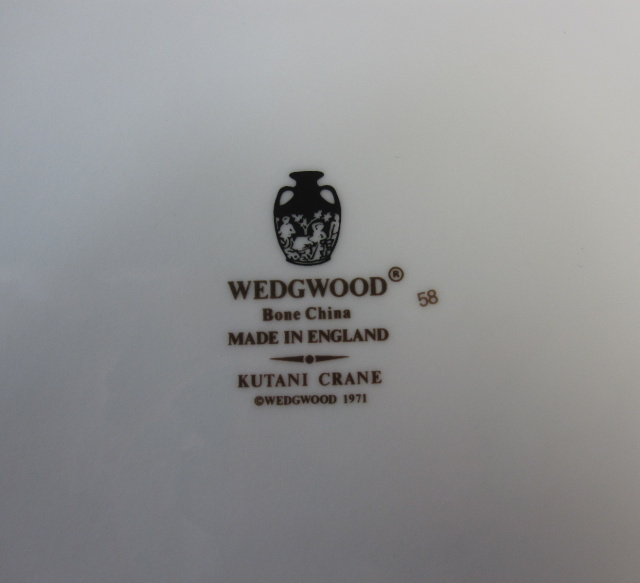 WEDGWOOD®
58
Bone China
MADE IN ENGLAND
KUTANI CRANE
©WEDGWOOD 1971